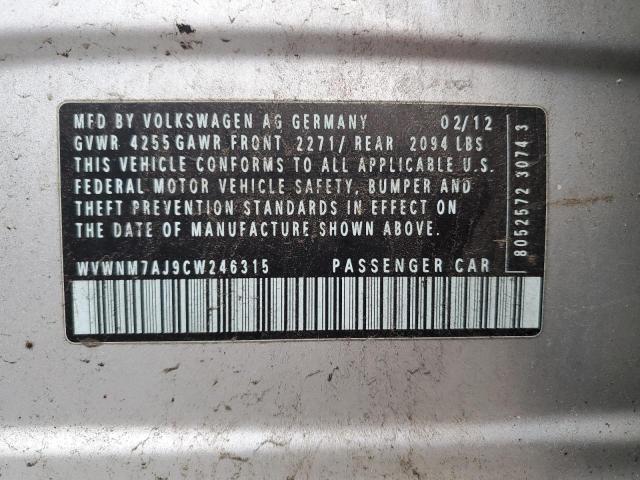 MFD BY VOLKSWAGEN AG GERMANY 02/12
GVWR 4255 GAWR FRONT 2271/ REAR 2094 LBS
THIS VEHICLE CONFORMS TO ALL APPLICABLE U.S.
FEDERAL MOTOR VEHICLE SAFETY, BUMPER AND
THEFT PREVENTION STANDARDS IN EFFECT ON
THE DATE OF MANUFACTURE SHOWN ABOVE.
WVWNM7AJ9CW246315 PASSENGER CAR
8052572 3074 3